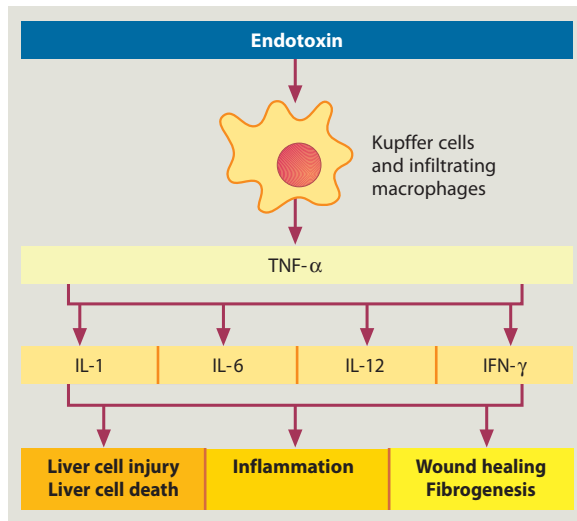 Endotoxin
Kupffer cells
and infiltrating
macrophages
TNF-α
IL-1
IL-6
IL-12
IFN-γ
Liver cell injury
Liver cell death
Inflammation
Wound healing
Fibrogenesis